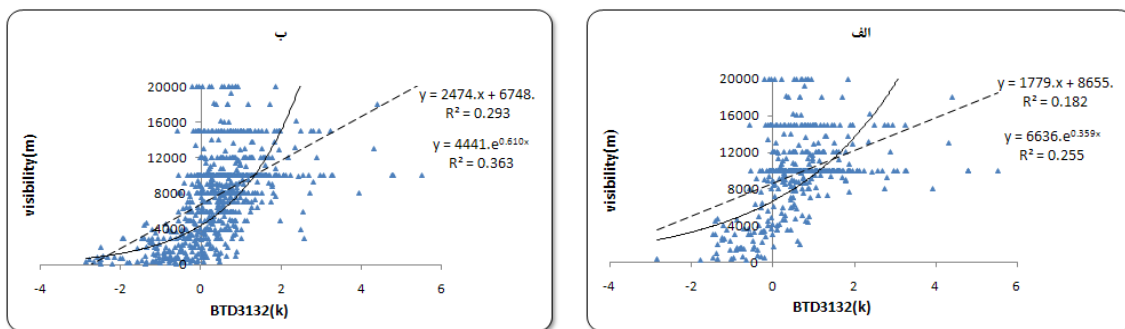 ب
20000
16000
12000
8000
4000
0
visibility(m)
y = 2474.x + 6748.
R² = 0.293
y = 4441.e^0.610x
R² = 0.363
-4 -2 0 2 4 6
BTD3132(k)
الف
20000
16000
12000
8000
4000
0
visibility(m)
y = 1779.x + 8655.
R² = 0.182
y = 6636.e^0.359x
R² = 0.255
-4 -2 0 2 4 6
BTD3132(k)